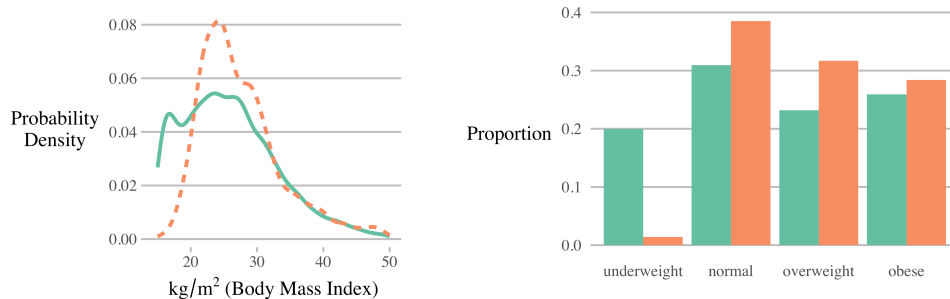 0.08
0.06
0.04
0.02
0.00
Probability
Density
20 30 40 50
kg/m² (Body Mass Index)
0.4
0.3
0.2
0.1
0.0
Proportion
underweight normal overweight obese